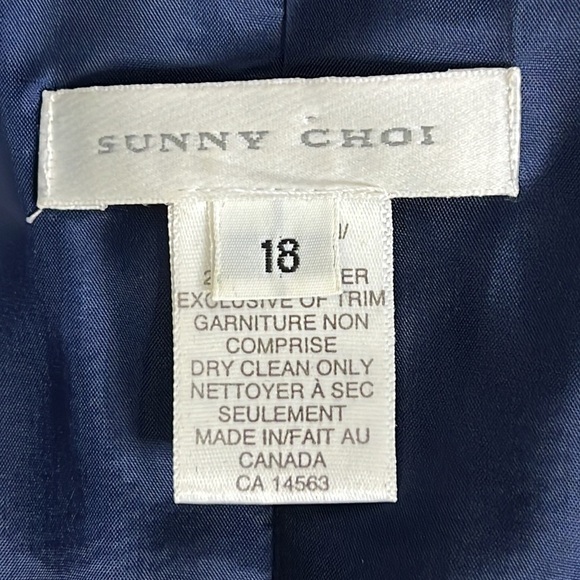 SUNNY CHOI
18
EXCLUSIVE OF TRIM
GARNITURE NON
COMPRISE
DRY CLEAN ONLY
NETTOYER À SEC
SEULEMENT
MADE IN/FAIT AU
CANADA
CA 14563